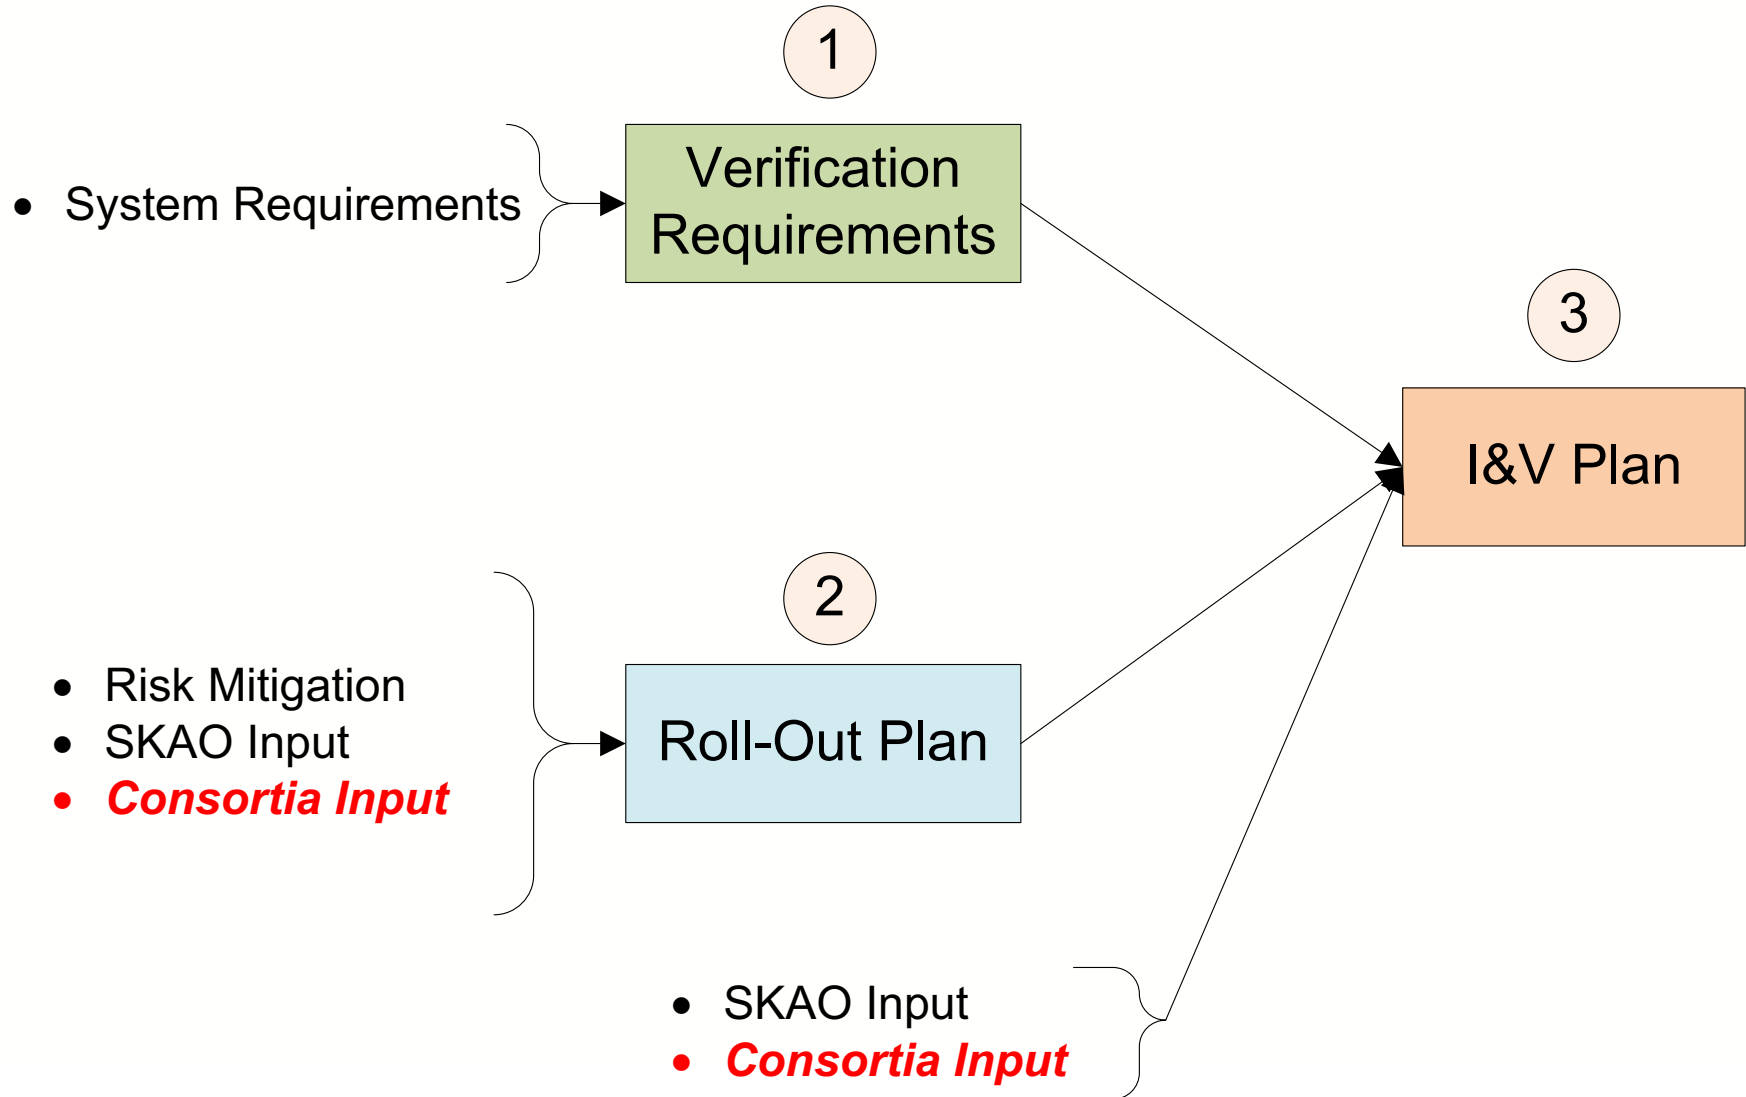 1
Verification
Requirements
• System Requirements
3
I&V Plan
2
Roll-Out Plan
• Risk Mitigation
• SKAO Input
• Consortia Input
• SKAO Input
• Consortia Input